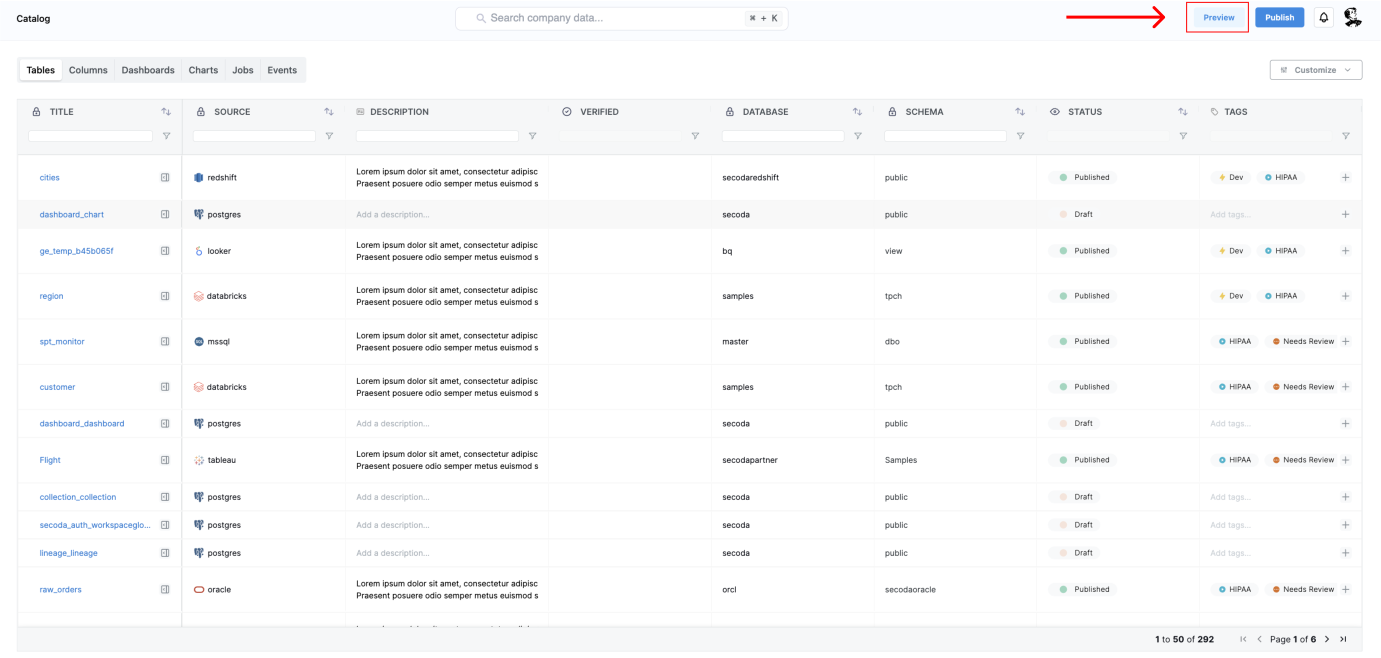 Catalog
Search company data...
⌘ + K
Preview
Publish
Tables Columns Dashboards Charts Jobs Events
Customize
TITLE SOURCE DESCRIPTION VERIFIED DATABASE SCHEMA STATUS TAGS
cities redshift Lorem ipsum dolor sit amet, consectetur adipisc secodaredshift public Published Dev HIPAA
Praesent posuere odio semper metus euismod s
dashboard_chart postgres Add a description... secoda public Draft Add tags...
ge_temp_b45b065f looker Lorem ipsum dolor sit amet, consectetur adipisc bq view Published Dev HIPAA
Praesent posuere odio semper metus euismod s
region databricks Lorem ipsum dolor sit amet, consectetur adipisc samples tpch Published Dev HIPAA
Praesent posuere odio semper metus euismod s
spt_monitor mssql Lorem ipsum dolor sit amet, consectetur adipisc master dbo Published HIPAA Needs Review
Praesent posuere odio semper metus euismod s
customer databricks Lorem ipsum dolor sit amet, consectetur adipisc samples tpch Published HIPAA Needs Review
Praesent posuere odio semper metus euismod s
dashboard_dashboard postgres Add a description... secoda public Draft Add tags...
Flight tableau Lorem ipsum dolor sit amet, consectetur adipisc secodapartner Samples Published HIPAA Needs Review
Praesent posuere odio semper metus euismod s
collection_collection postgres Add a description... secoda public Draft Add tags...
secoda_auth_workspaceglo... postgres Add a description... secoda public Draft Add tags...
lineage_lineage postgres Add a description... secoda public Draft Add tags...
raw_orders oracle Lorem ipsum dolor sit amet, consectetur adipisc orcl secodaoracle Published HIPAA Needs Review
Praesent posuere odio semper metus euismod s
1 to 50 of 292 Page 1 of 6